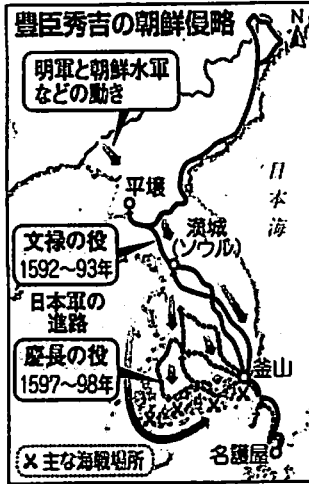 豊臣秀吉の朝鮮侵略
N
明軍と朝鮮水軍
などの動き
日本海
平壌
文禄の役
1592〜93年
漢城
(ソウル)
日本軍の
進路
慶長の役
1597〜98年
釜山
名護屋
×主な海戦場所